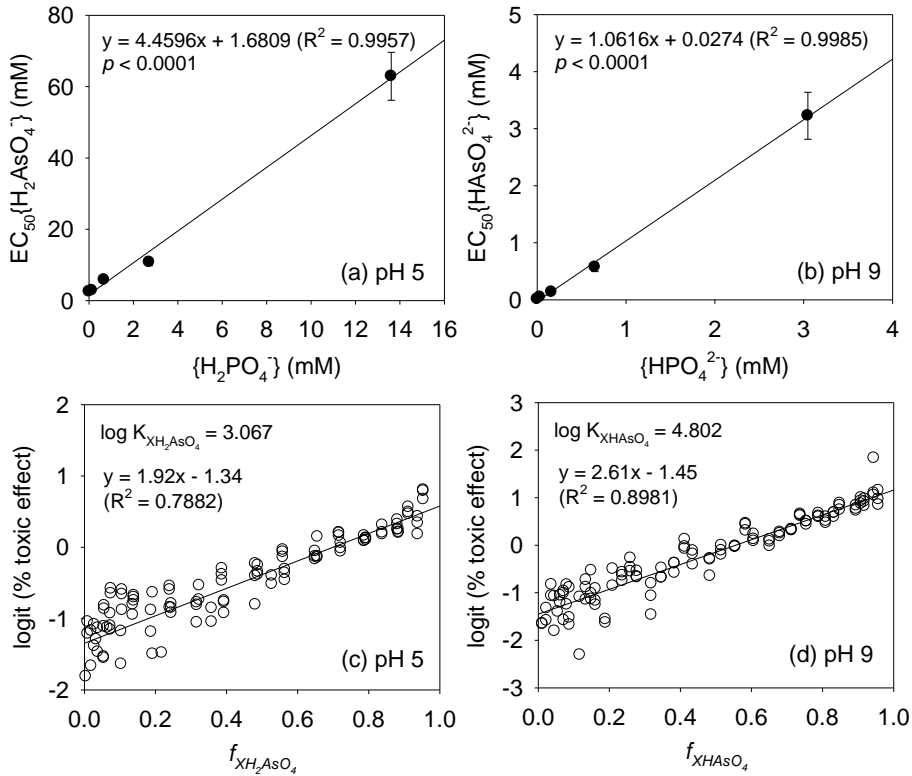 80
60
40
20
0
EC₅₀{H₂AsO₄⁻} (mM)
y = 4.4596x + 1.6809 (R² = 0.9957)
p < 0.0001
(a) pH 5
0 2 4 6 8 10 12 14 16
{H₂PO₄⁻} (mM)
5
4
3
2
1
0
EC₅₀{HAsO₄²⁻} (mM)
y = 1.0616x + 0.0274 (R² = 0.9985)
p < 0.0001
(b) pH 9
0 1 2 3 4
{HPO₄²⁻} (mM)
2
1
0
-1
-2
logit (% toxic effect)
log K_XH₂AsO₄ = 3.067
y = 1.92x - 1.34
(R² = 0.7882)
(c) pH 5
0.0 0.2 0.4 0.6 0.8 1.0
f_XH₂AsO₄
3
2
1
0
-1
-2
-3
logit (% toxic effect)
log K_XHAsO₄ = 4.802
y = 2.61x - 1.45
(R² = 0.8981)
(d) pH 9
0.0 0.2 0.4 0.6 0.8 1.0
f_XHAsO₄